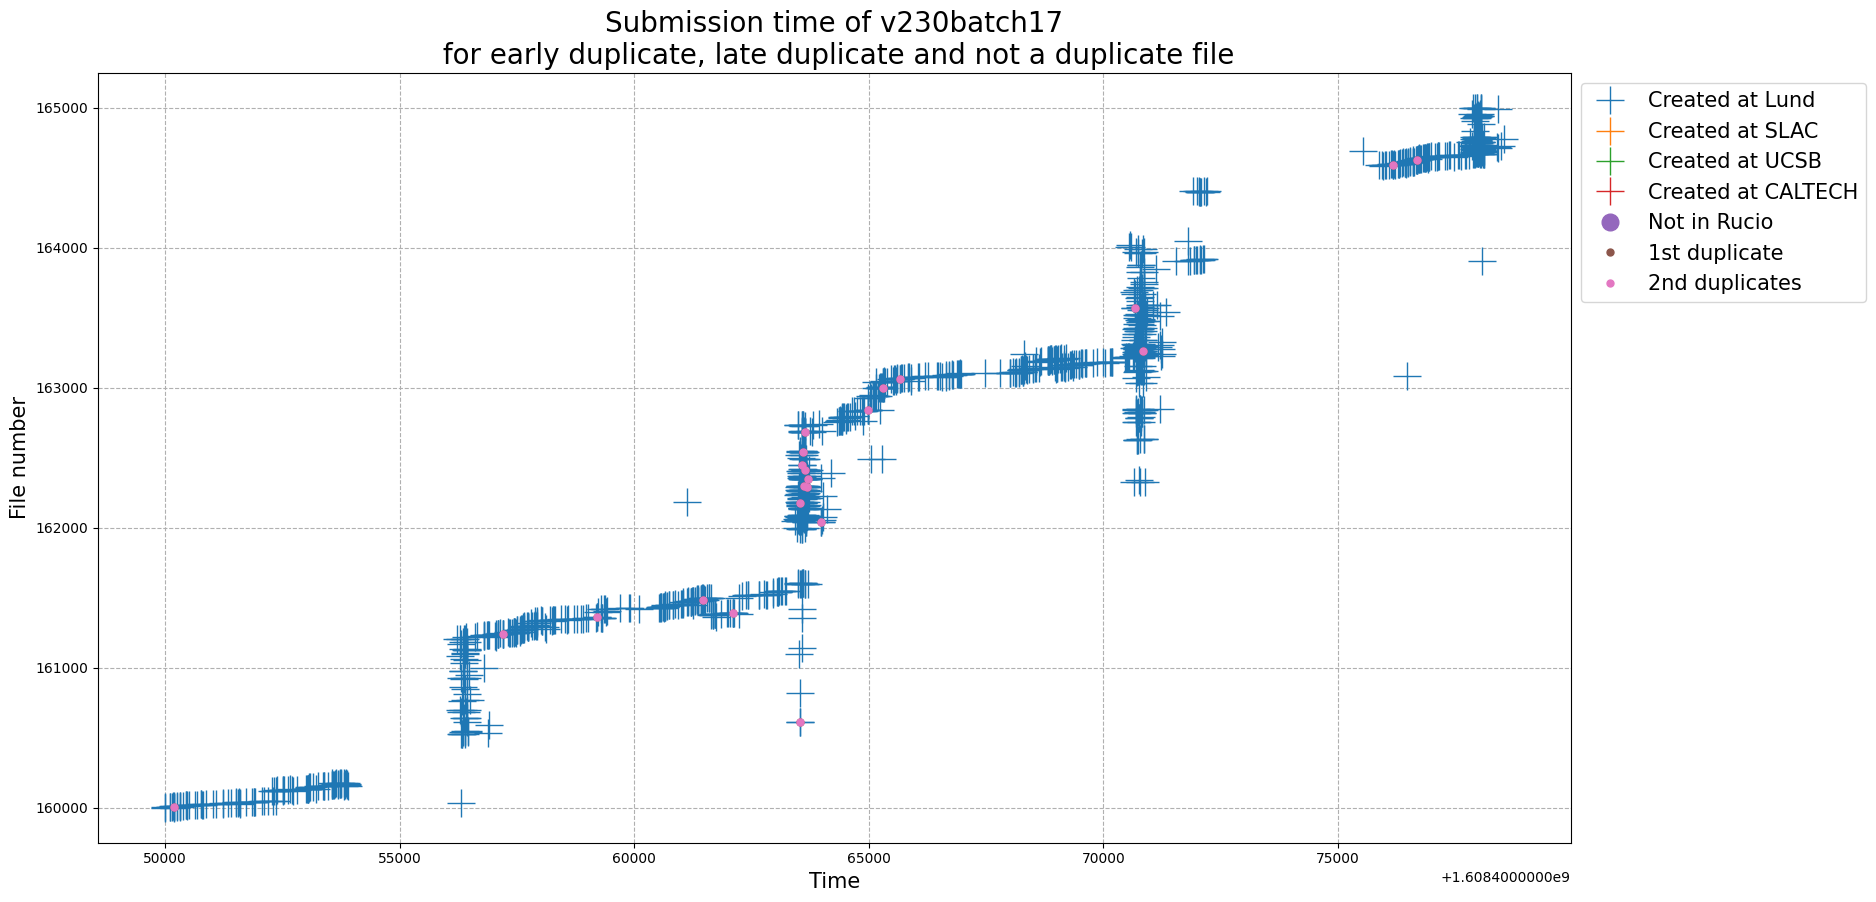 Submission time of v230batch17
for early duplicate, late duplicate and not a duplicate file
165000
164000
163000
162000
161000
160000
File number
50000
55000
60000
65000
70000
75000
Time
+1.6084000000e9
Created at Lund
Created at SLAC
Created at UCSB
Created at CALTECH
Not in Rucio
1st duplicate
2nd duplicates